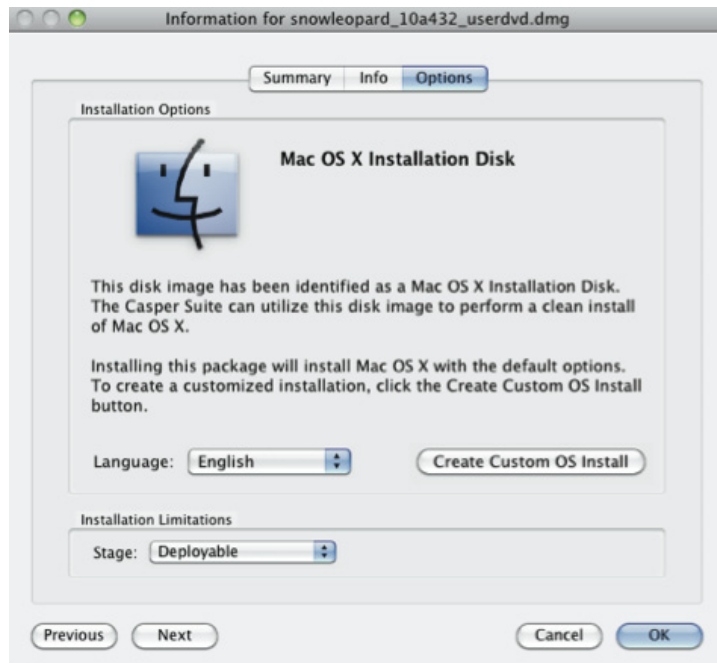 Information for snowleopard_10a432_userdvd.dmg
Summary Info Options
Installation Options
Mac OS X Installation Disk
This disk image has been identified as a Mac OS X Installation Disk.
The Casper Suite can utilize this disk image to perform a clean install
of Mac OS X.
Installing this package will install Mac OS X with the default options.
To create a customized installation, click the Create Custom OS Install
button.
Language: English Create Custom OS Install
Installation Limitations
Stage: Deployable
Previous Next Cancel OK